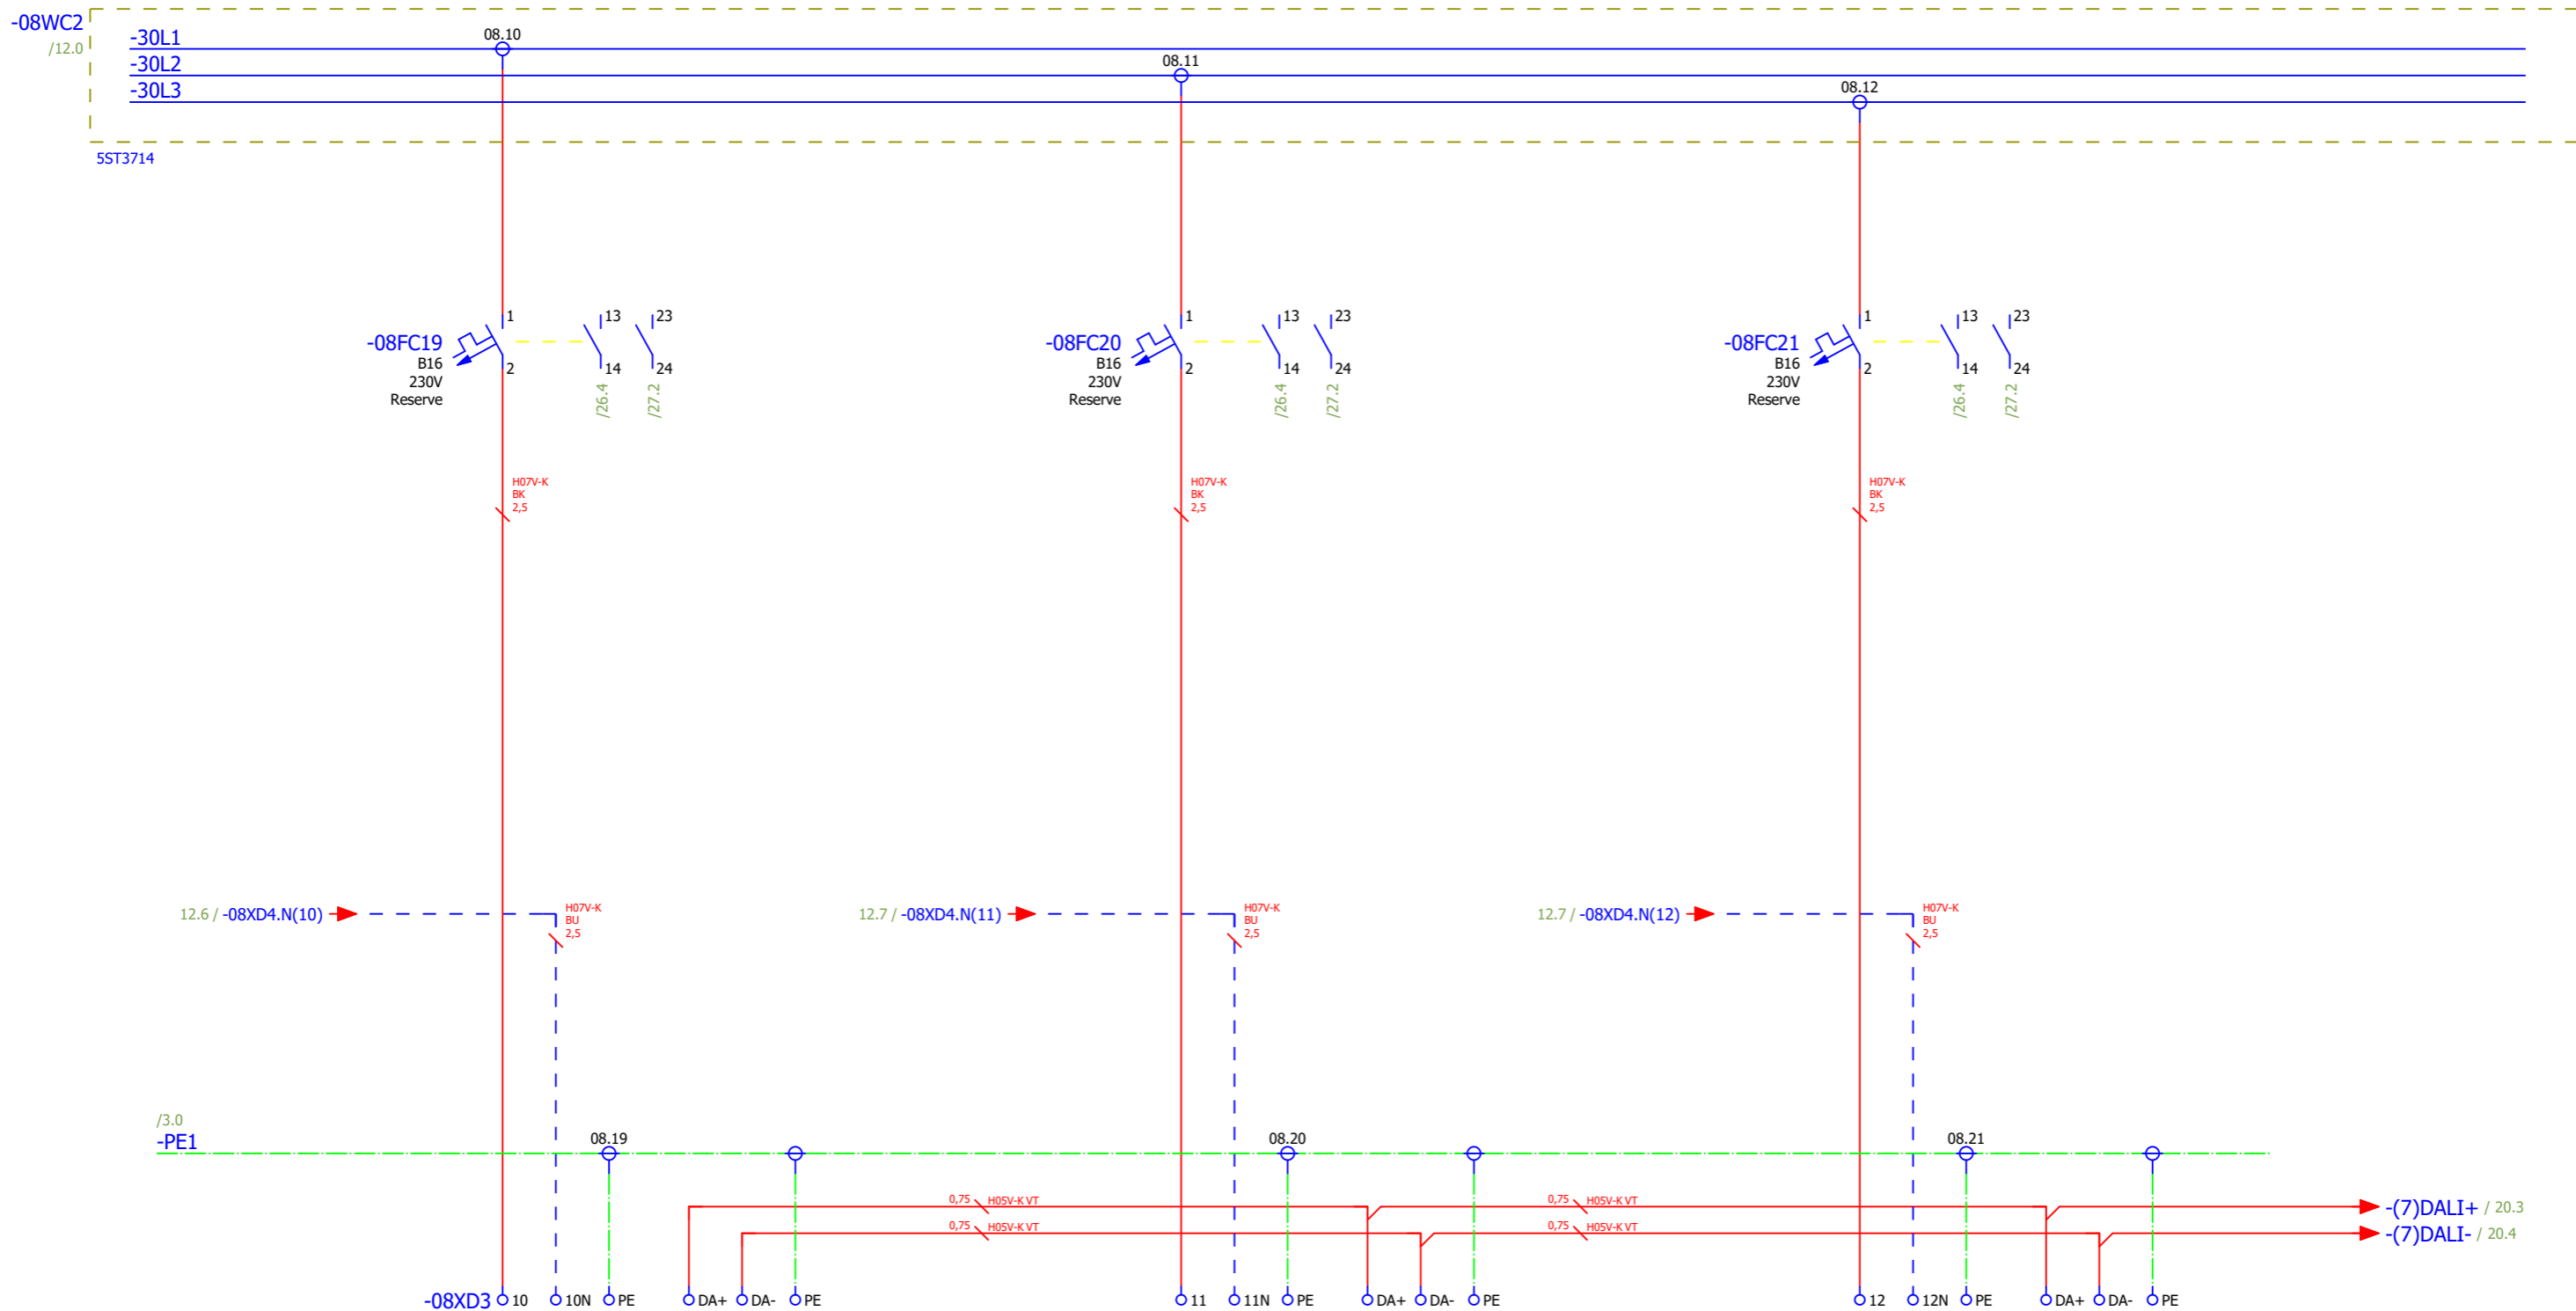 -08WC2
/12.0
-30L1
-30L2
-30L3
08.10
08.11
08.12
5ST3714
-08FC19
B16
230V
Reserve
1
2
13
14
/26.4
23
24
/27.2
-08FC20
B16
230V
Reserve
1
2
13
14
/26.4
23
24
/27.2
-08FC21
B16
230V
Reserve
1
2
13
14
/26.4
23
24
/27.2
H07V-K
BK
2,5
H07V-K
BK
2,5
H07V-K
BK
2,5
12.6 / -08XD4.N(10)
H07V-K
BU
2,5
12.7 / -08XD4.N(11)
H07V-K
BU
2,5
12.7 / -08XD4.N(12)
H07V-K
BU
2,5
/3.0
-PE1
08.19
08.20
08.21
0,75 H05V-K VT
0,75 H05V-K VT
-(7)DALI+ / 20.3
0,75 H05V-K VT
0,75 H05V-K VT
-(7)DALI- / 20.4
-08XD3 10 10N PE DA+ DA- PE 11 11N PE DA+ DA- PE 12 12N PE DA+ DA- PE